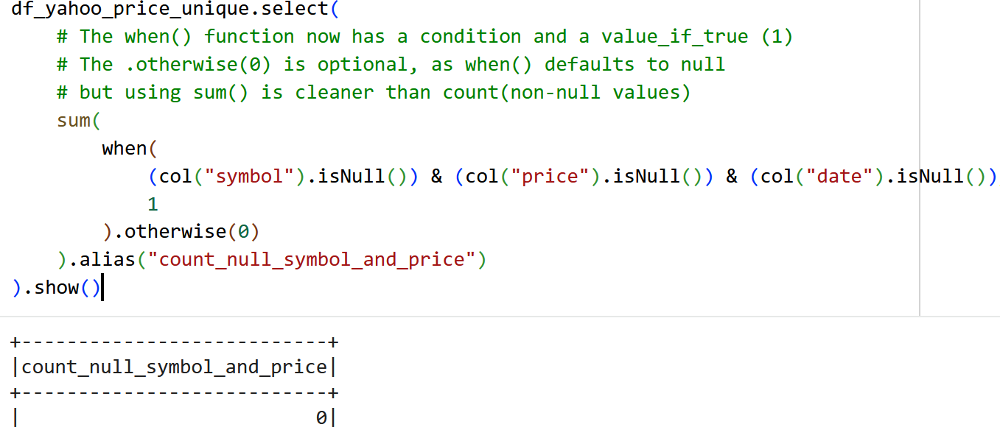 df_yahoo_price_unique.select(
    # The when() function now has a condition and a value_if_true (1)
    # The .otherwise(0) is optional, as when() defaults to null
    # but using sum() is cleaner than count(non-null values)
    sum(
        when(
            (col("symbol").isNull()) & (col("price").isNull()) & (col("date").isNull())
            1
        ).otherwise(0)
    ).alias("count_null_symbol_and_price")
).show()
+---------------------------+
|count_null_symbol_and_price|
+---------------------------+
|                          0|